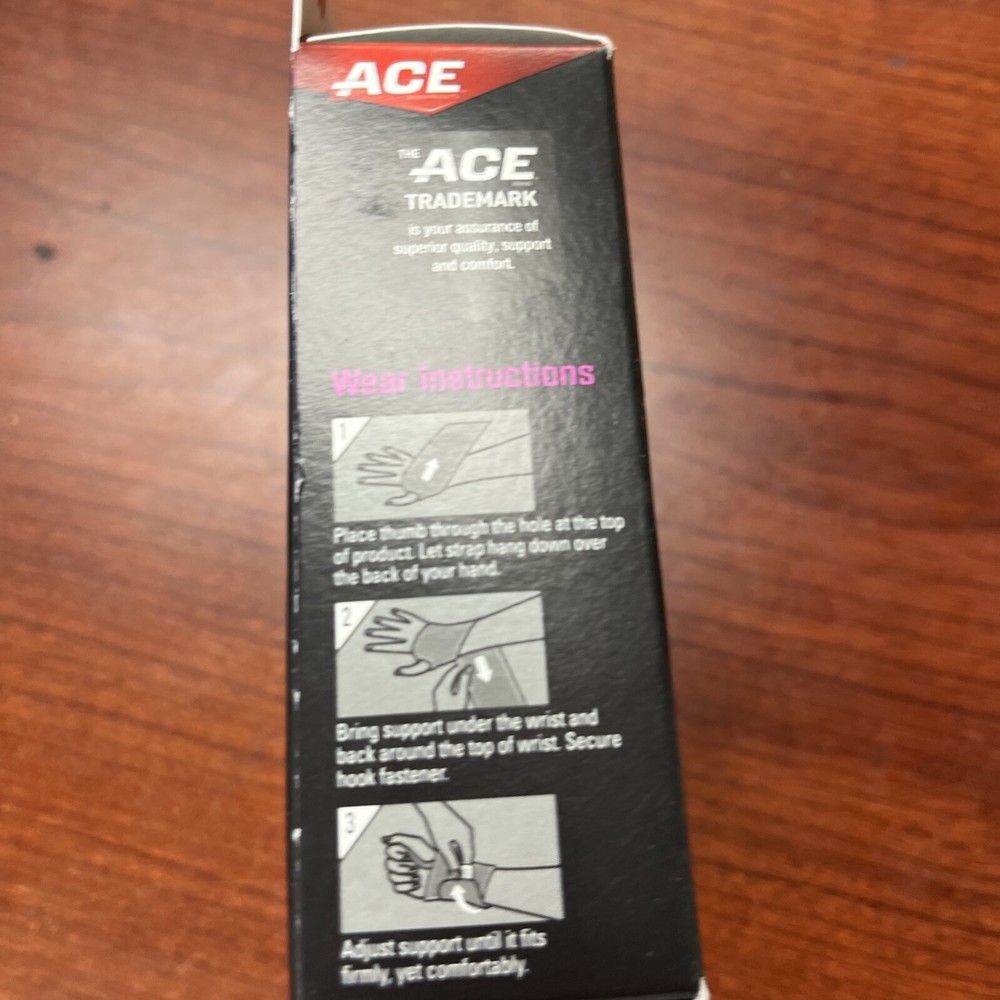 ACE
THE ACE
TRADEMARK
is your assurance of
superior quality, support
and comfort.
Wear instructions
1
Place thumb through the hole at the top
of product. Let strap hang down over
the back of your hand.
2
Bring support under the wrist and
back around the top of wrist. Secure
hook fastener.
3
Adjust support until it fits
firmly, yet comfortably.